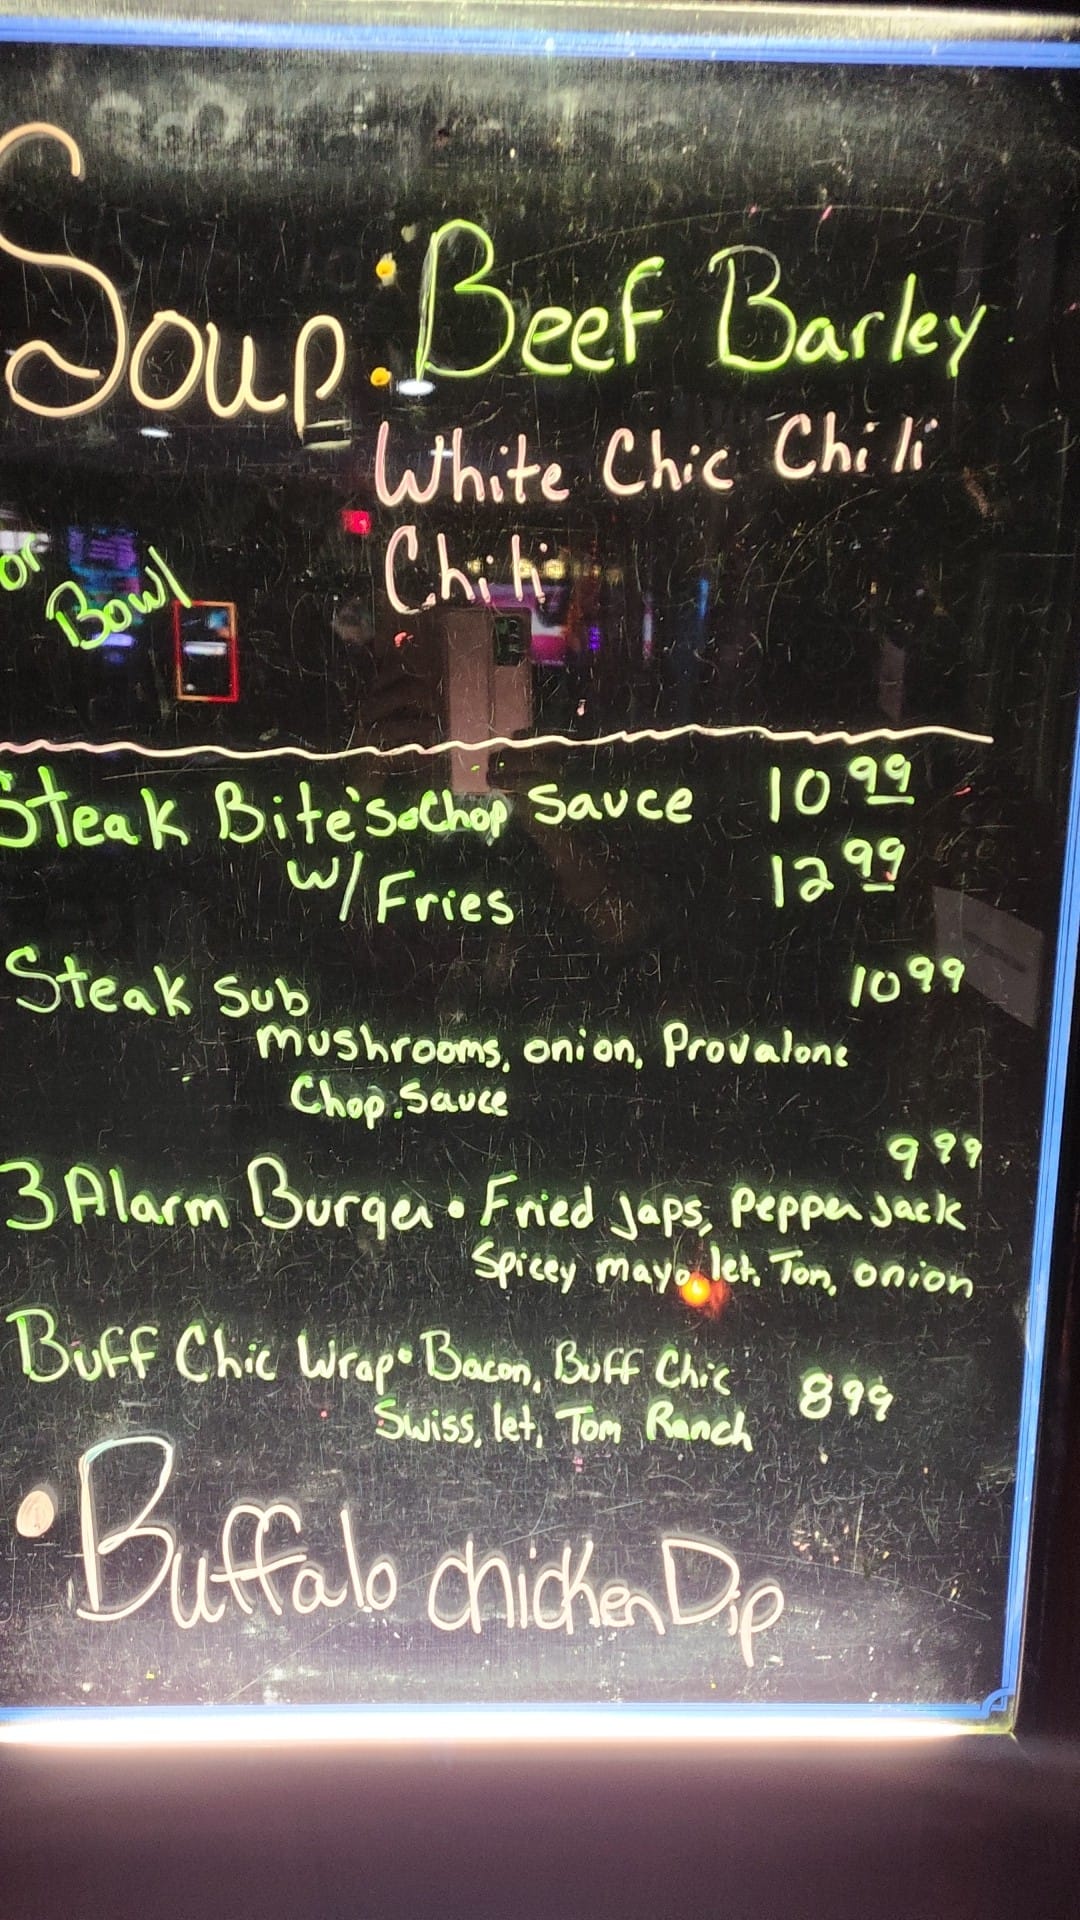 Soup: Beef Barley
White Chic Chili
Chili
or
Bowl
Steak Bite's Chop Sauce 10 99
w/ Fries 12 99
Steak Sub 10 99
mushrooms, onion, Provalone
Chop. Sauce
9 99
3 Alarm Burger • Fried japs, Pepper jack
Spicey mayo let. Tom, onion
Buff Chic Wrap • Bacon, Buff Chic 8 99
Swiss, let, Tom Ranch
• Buffalo chicken Dip